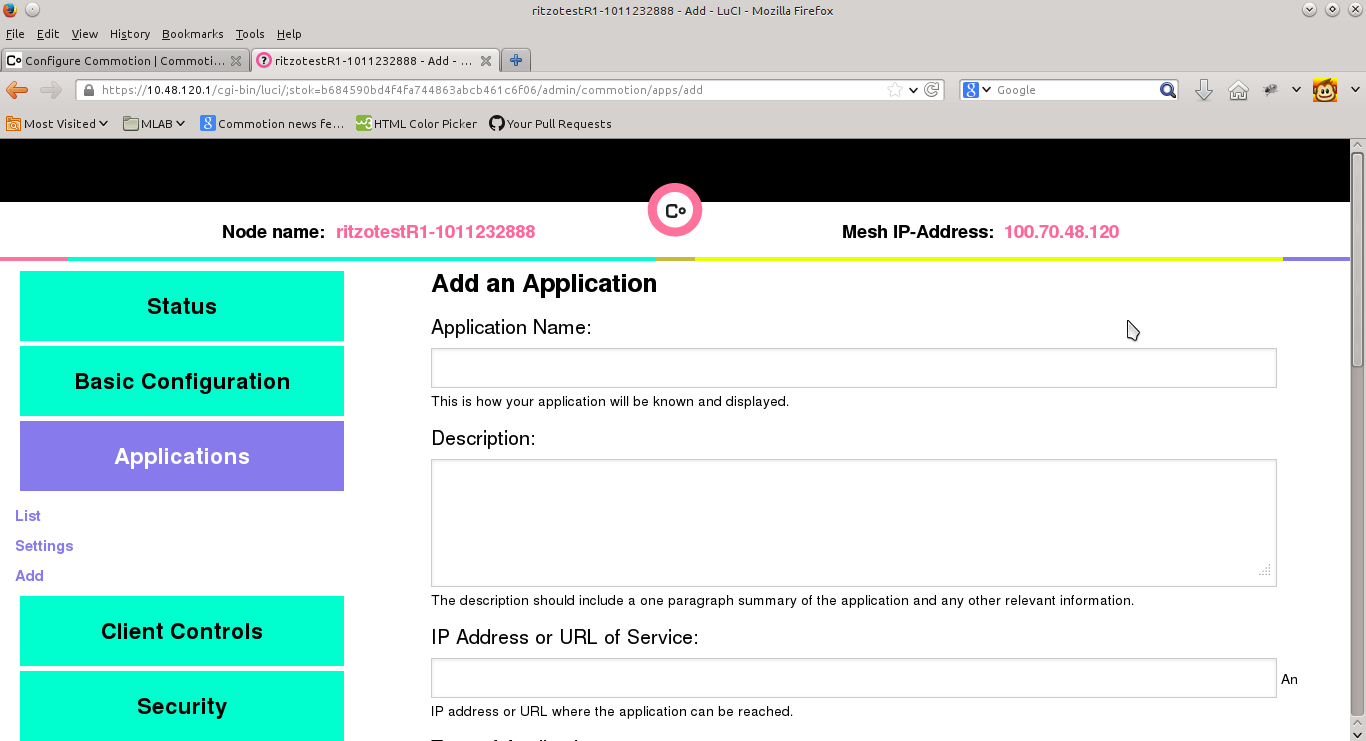 ritzotestR1-1011232888 - Add - LuCI - Mozilla Firefox
File Edit View History Bookmarks Tools Help
Configure Commotion | Commoti... ritzotestR1-1011232888 - Add - ...
https://10.48.120.1/cgi-bin/luci/;stok=b684590bd4f4fa744863abcb461c6f06/admin/commotion/apps/add Google
Most Visited MLAB Commotion news fe... HTML Color Picker Your Pull Requests
Node name: ritzotestR1-1011232888 Mesh IP-Address: 100.70.48.120
Status
Basic Configuration
Applications
List
Settings
Add
Client Controls
Security
Add an Application
Application Name:
This is how your application will be known and displayed.
Description:
The description should include a one paragraph summary of the application and any other relevant information.
IP Address or URL of Service:
An
IP address or URL where the application can be reached.